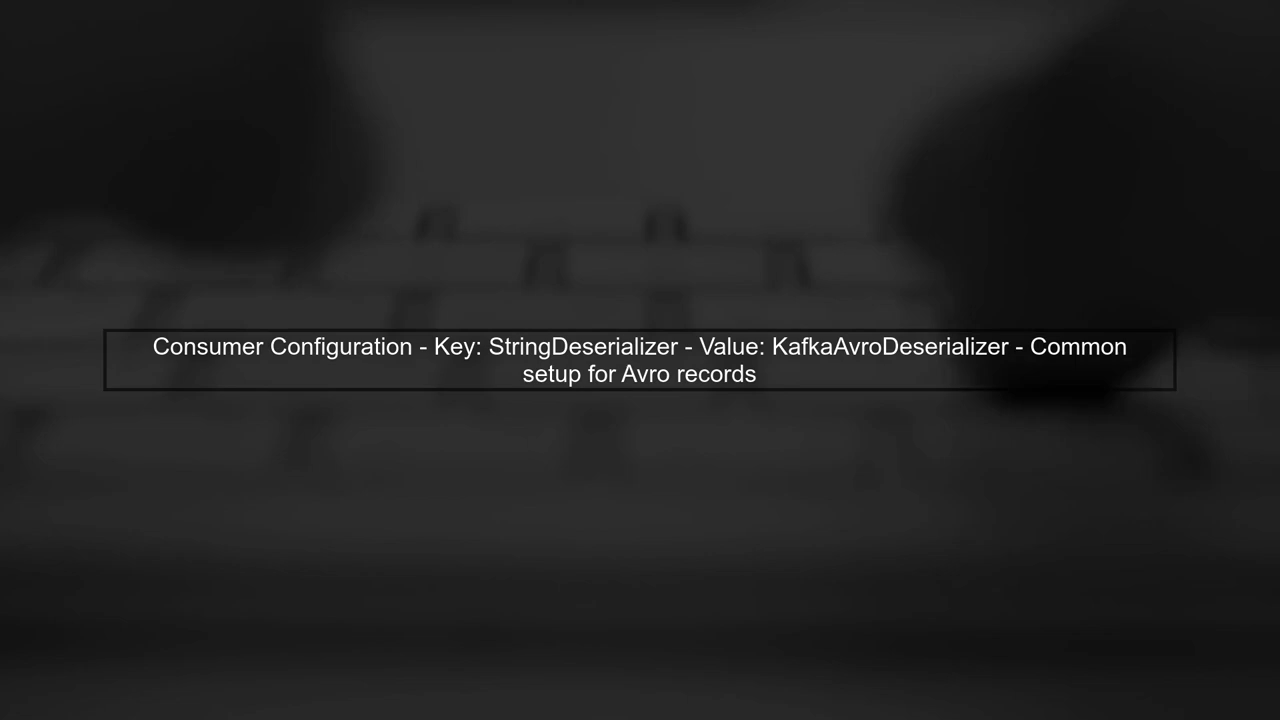 Consumer Configuration - Key: StringDeserializer - Value: KafkaAvroDeserializer - Common
setup for Avro records